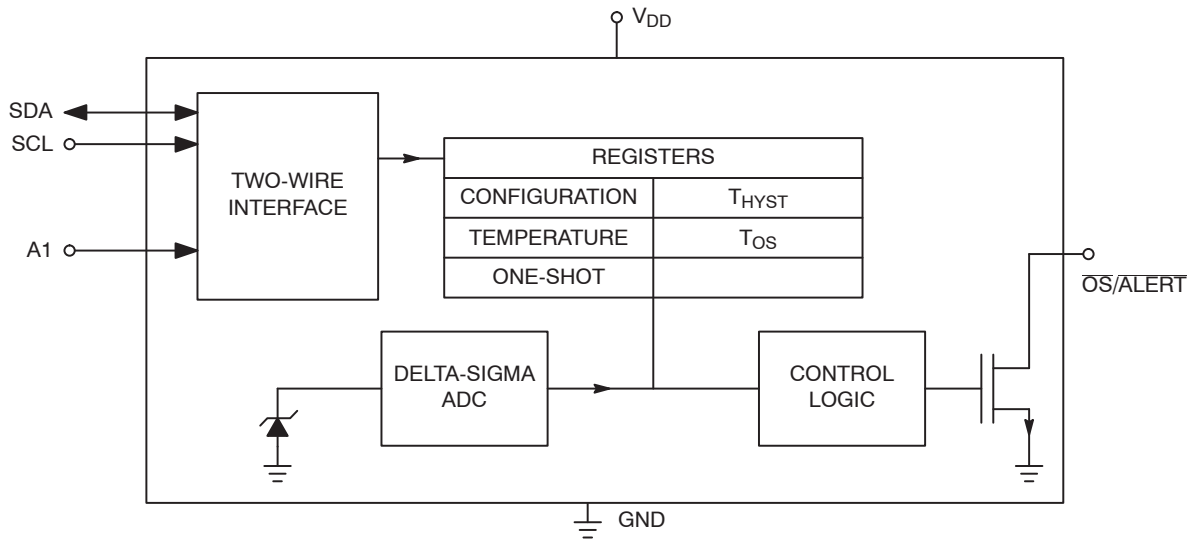 VDD
SDA
SCL
A1
TWO-WIRE
INTERFACE
REGISTERS
CONFIGURATION
THYST
TEMPERATURE
TOS
ONE-SHOT
OS/ALERT
DELTA-SIGMA
ADC
CONTROL
LOGIC
GND